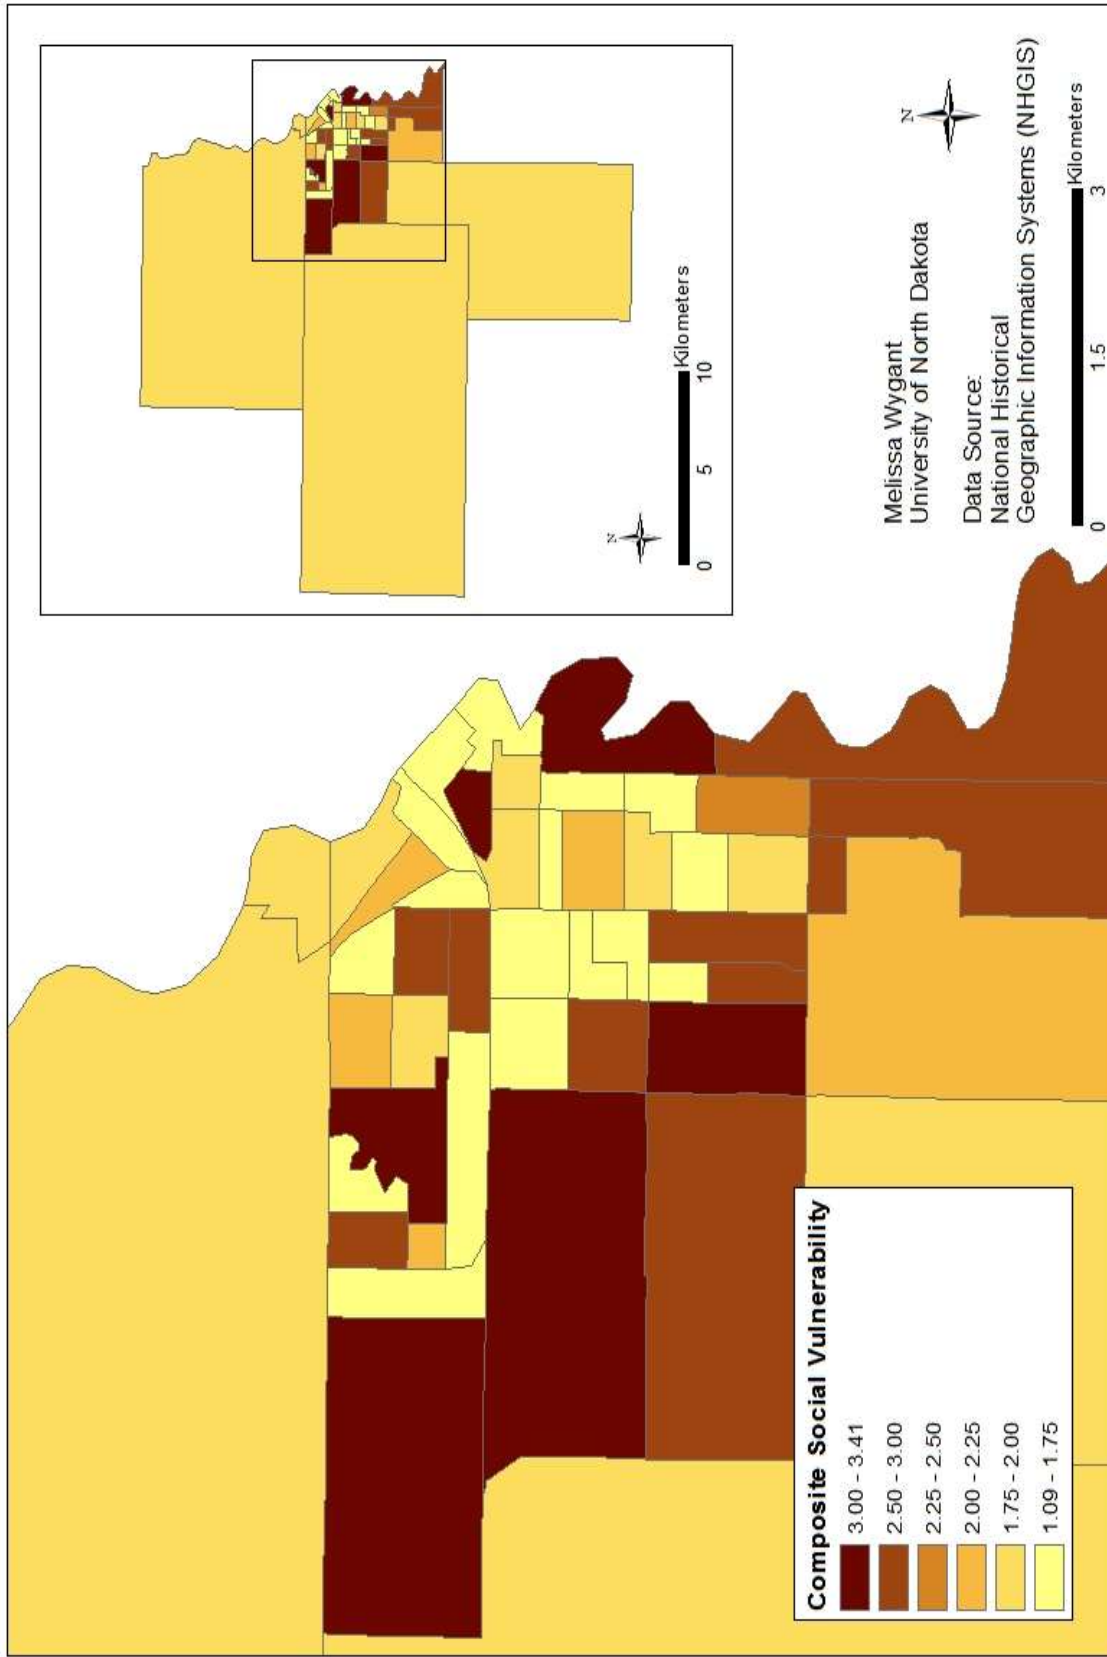 N
Kilometers
0 5 10
Melissa Wygant
University of North Dakota
Data Source:
National Historical
Geographic Information Systems (NHGIS)
N
Kilometers
0 1.5 3
Composite Social Vulnerability
3.00 - 3.41
2.50 - 3.00
2.25 - 2.50
2.00 - 2.25
1.75 - 2.00
1.09 - 1.75